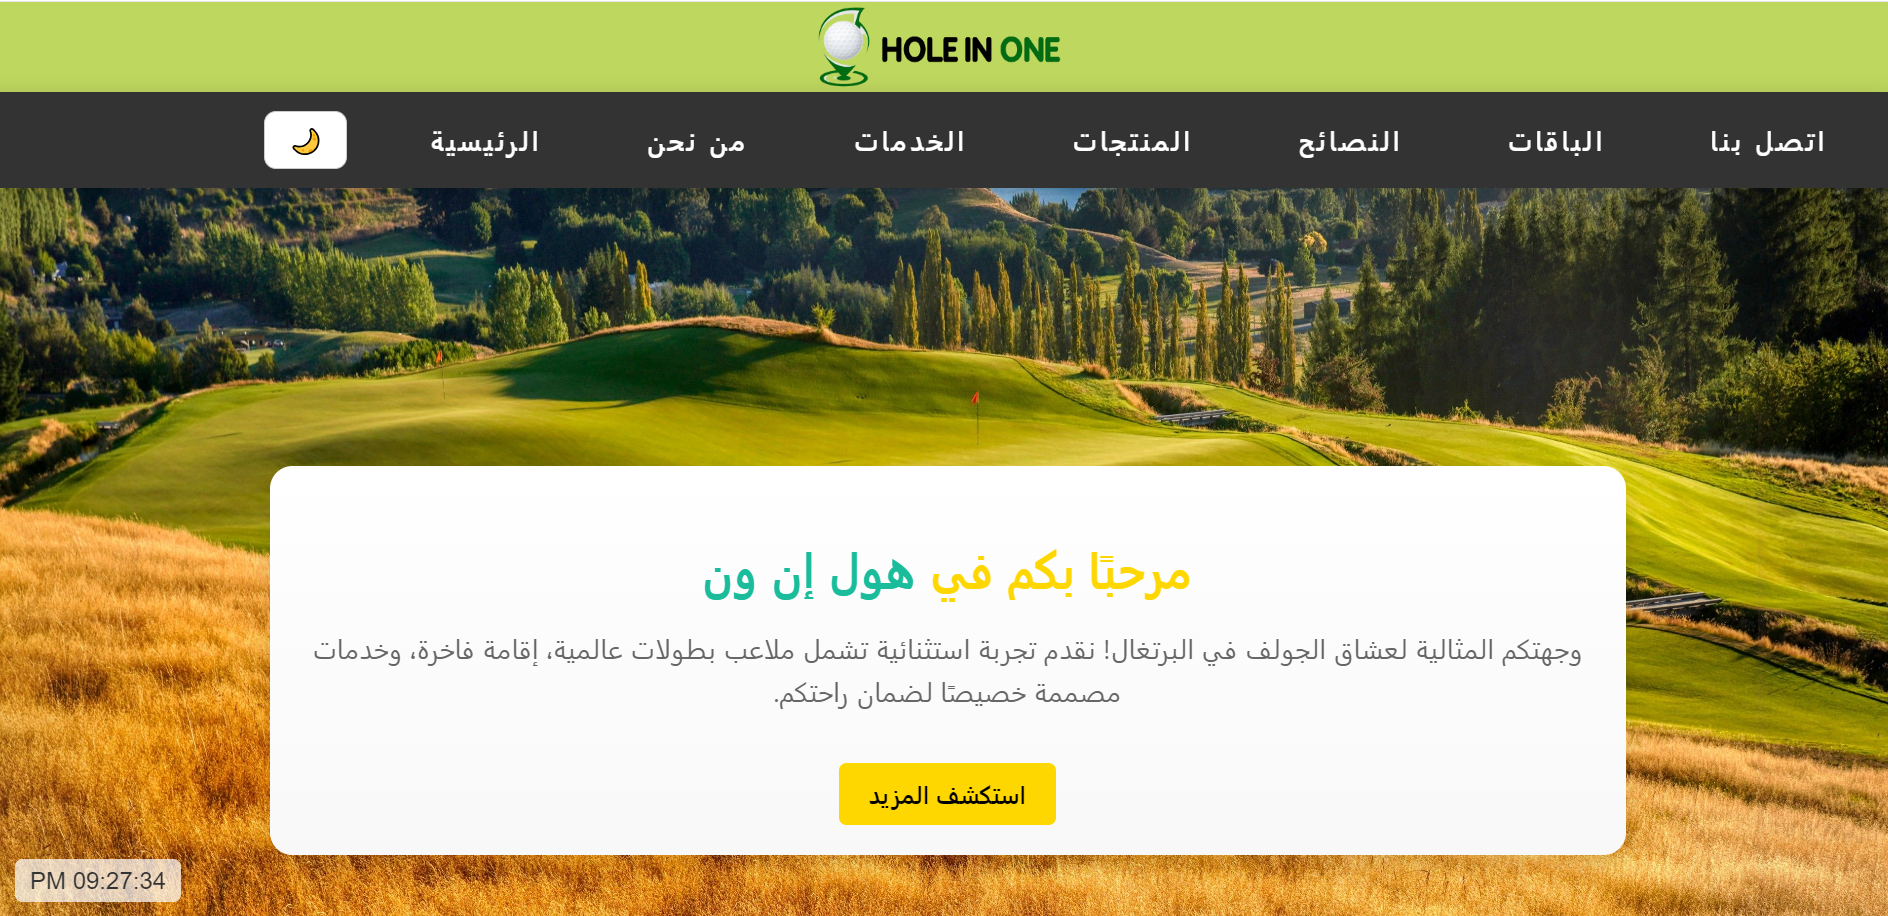 HOLE IN ONE
اتصل بنا
الباقات
النصائح
المنتجات
الخدمات
من نحن
الرئيسية
مرحبًا بكم في هول إن ون
وجهتكم المثالية لعشاق الجولف في البرتغال! نقدم تجربة استثنائية تشمل ملاعب بطولات عالمية، إقامة فاخرة، وخدمات
مصممة خصيصًا لضمان راحتكم.
استكشف المزيد
PM 09:27:34